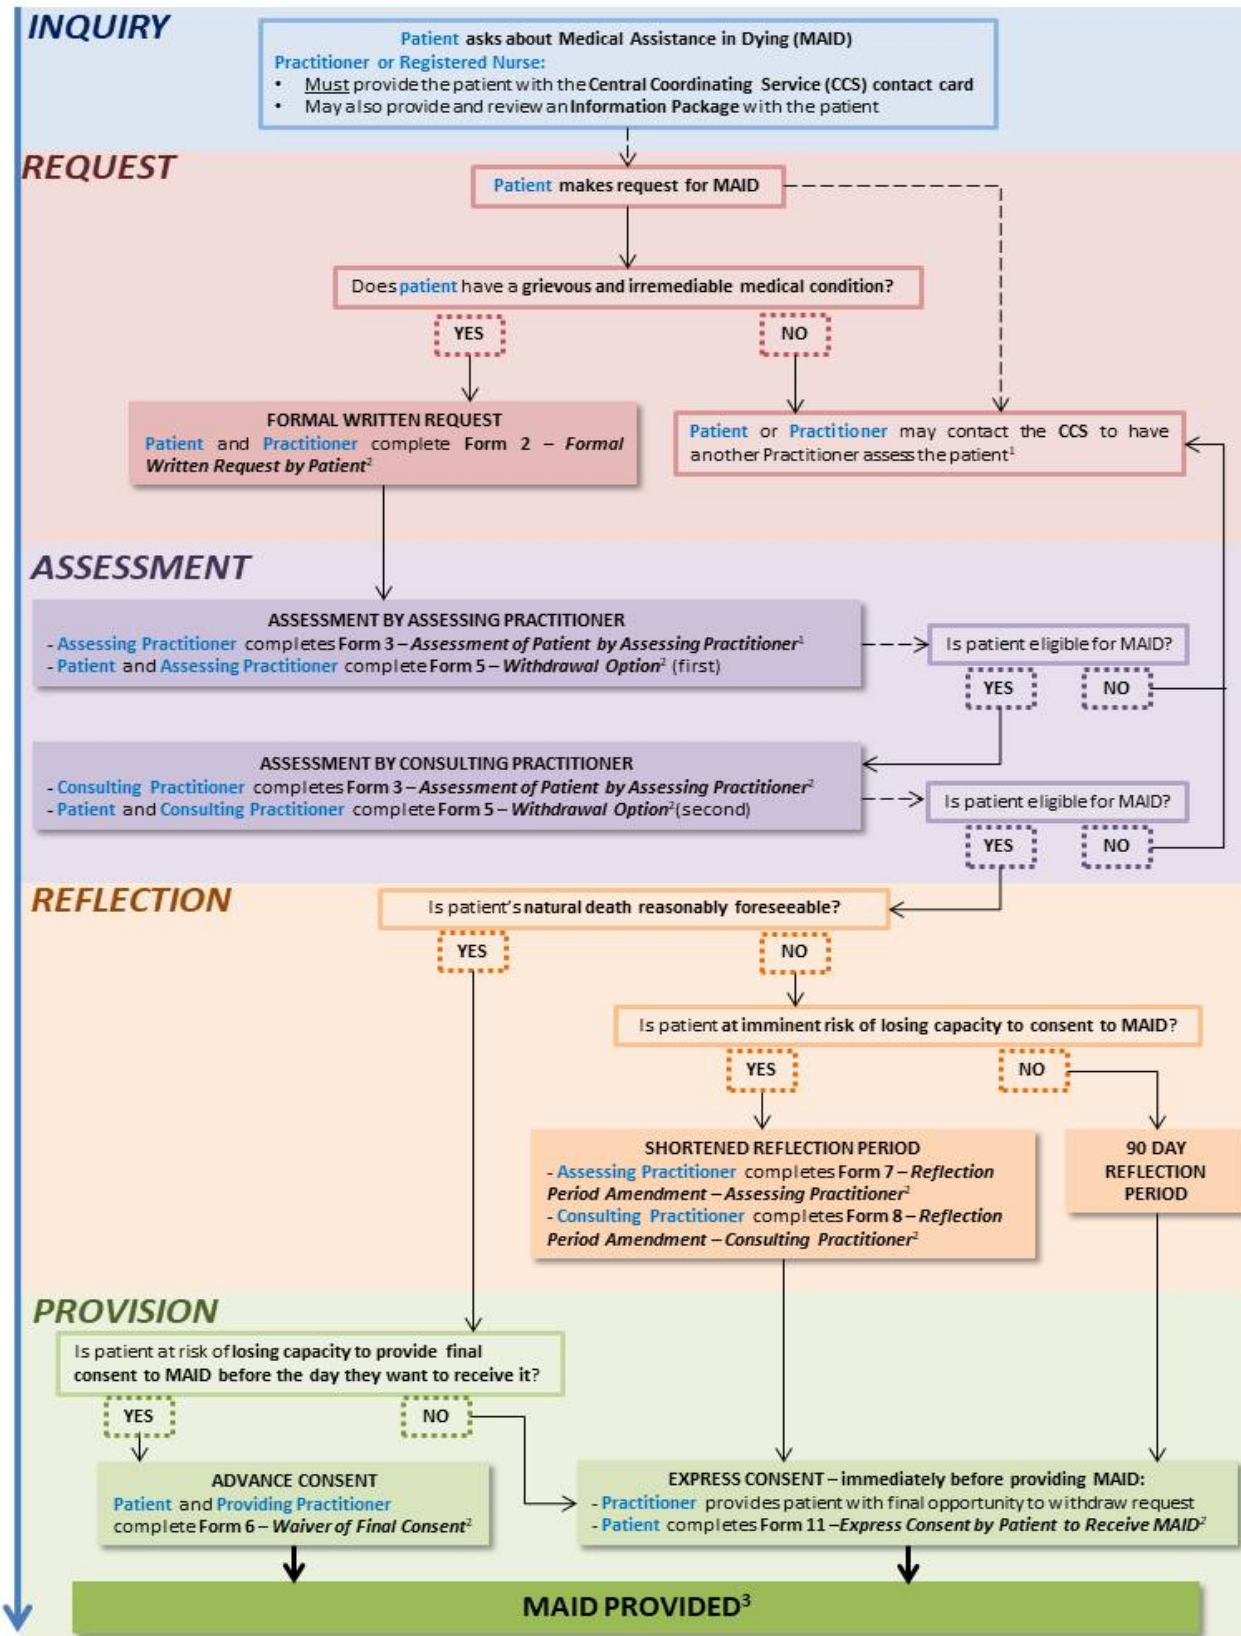 INQUIRY
Patient asks about Medical Assistance in Dying (MAID)
Practitioner or Registered Nurse:
• Must provide the patient with the Central Coordinating Service (CCS) contact card
• May also provide and review an Information Package with the patient
REQUEST
Patient makes request for MAID
Does patient have a grievous and irremediable medical condition?
YES
NO
FORMAL WRITTEN REQUEST
Patient and Practitioner complete Form 2 – Formal
Written Request by Patient²
Patient or Practitioner may contact the CCS to have
another Practitioner assess the patient¹
ASSESSMENT
ASSESSMENT BY ASSESSING PRACTITIONER
- Assessing Practitioner completes Form 3 – Assessment of Patient by Assessing Practitioner¹
- Patient and Assessing Practitioner complete Form 5 – Withdrawal Option² (first)
Is patient eligible for MAID?
YES
NO
ASSESSMENT BY CONSULTING PRACTITIONER
- Consulting Practitioner completes Form 3 – Assessment of Patient by Assessing Practitioner²
- Patient and Consulting Practitioner complete Form 5 – Withdrawal Option² (second)
Is patient eligible for MAID?
YES
NO
REFLECTION
Is patient's natural death reasonably foreseeable?
YES
NO
Is patient at imminent risk of losing capacity to consent to MAID?
YES
NO
SHORTENED REFLECTION PERIOD
- Assessing Practitioner completes Form 7 – Reflection
Period Amendment – Assessing Practitioner²
- Consulting Practitioner completes Form 8 – Reflection
Period Amendment – Consulting Practitioner²
90 DAY
REFLECTION
PERIOD
PROVISION
Is patient at risk of losing capacity to provide final
consent to MAID before the day they want to receive it?
YES
NO
ADVANCE CONSENT
Patient and Providing Practitioner
complete Form 6 – Waiver of Final Consent²
EXPRESS CONSENT – immediately before providing MAID:
- Practitioner provides patient with final opportunity to withdraw request
- Patient completes Form 11 – Express Consent by Patient to Receive MAID²
MAID PROVIDED³